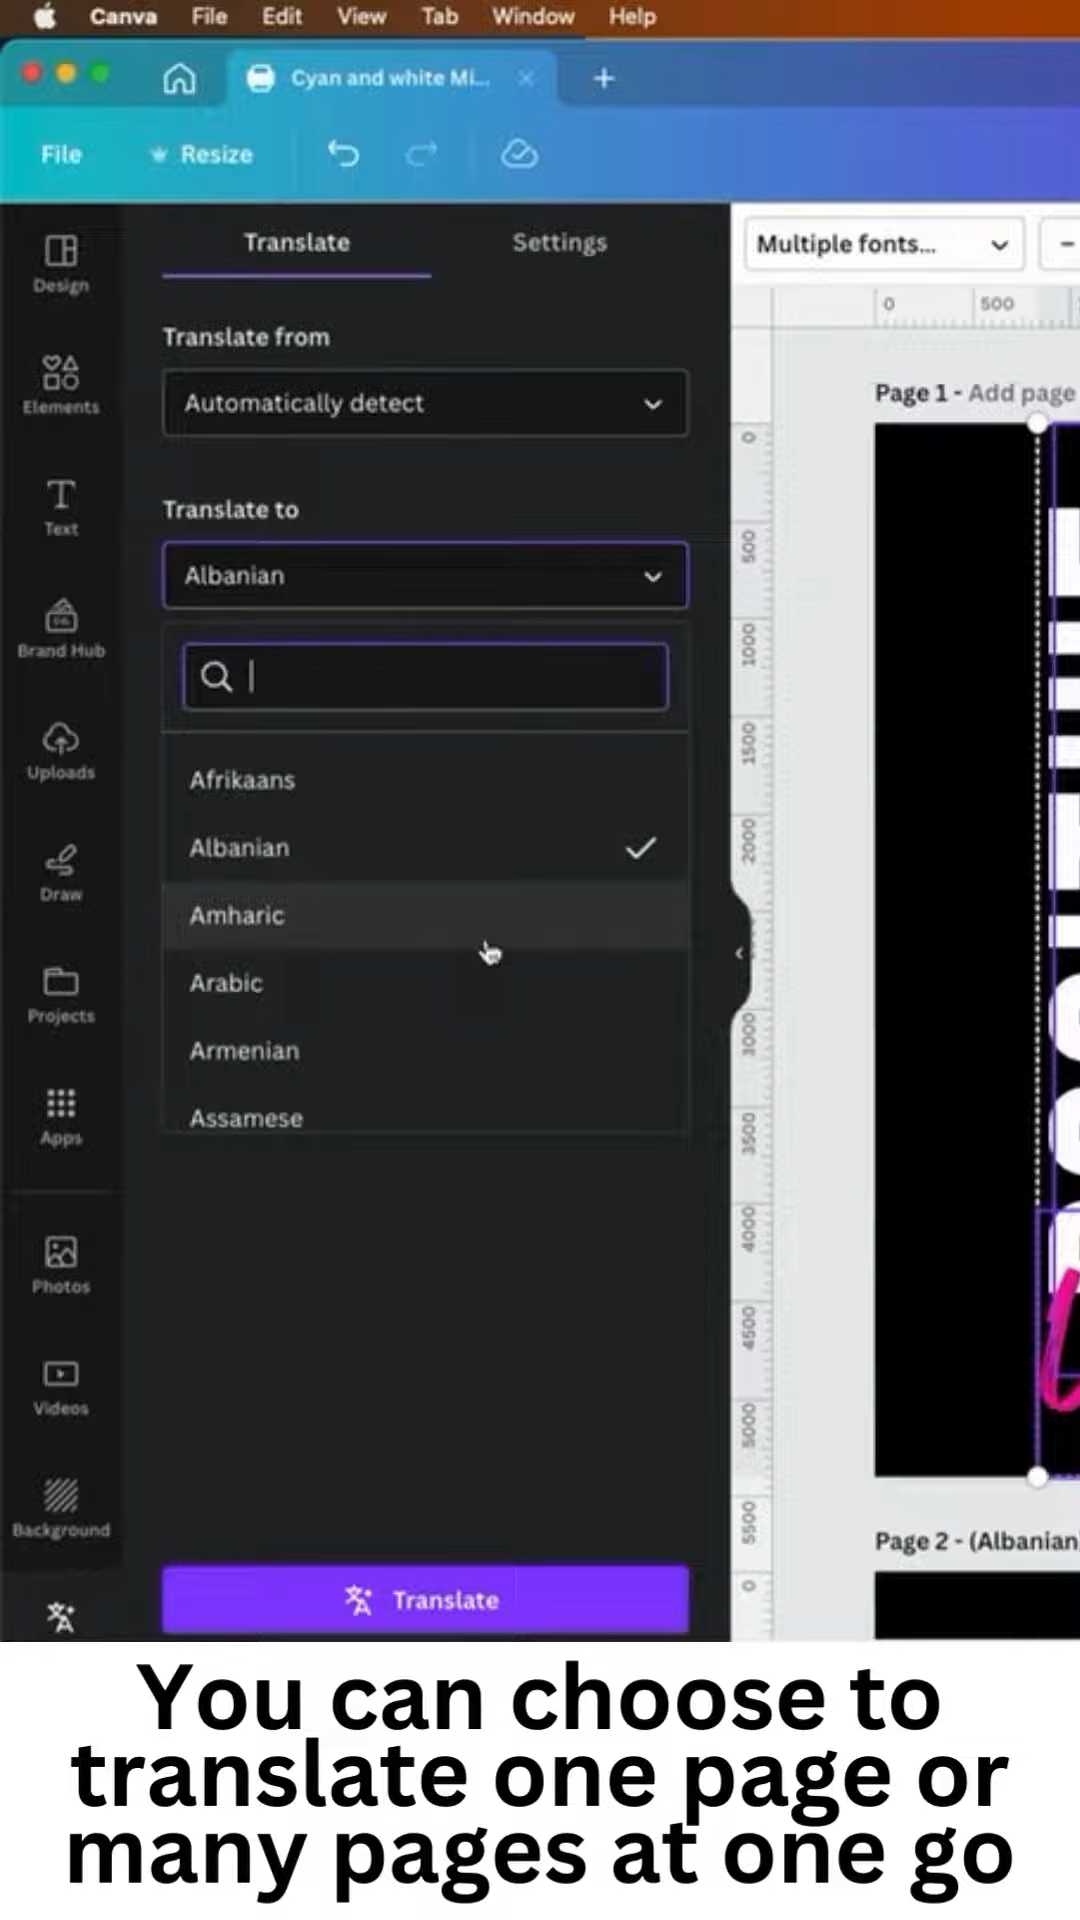 Canva File Edit View Tab Window Help
Cyan and white Mi...
File Resize
Translate Settings
Multiple fonts...
Design
0 500
Translate from
Elements
Automatically detect
Page 1 - Add page
0
Text
Translate to
500
Albanian
Brand Hub
1000
Uploads
1500
Afrikaans
Albanian
2000
Draw
Amharic
Arabic
Projects
3000
Armenian
Apps
Assamese
3500
4000
Photos
4500
Videos
5000
Background
5500
Page 2 - (Albanian)
0
Translate
You can choose to
translate one page or
many pages at one go